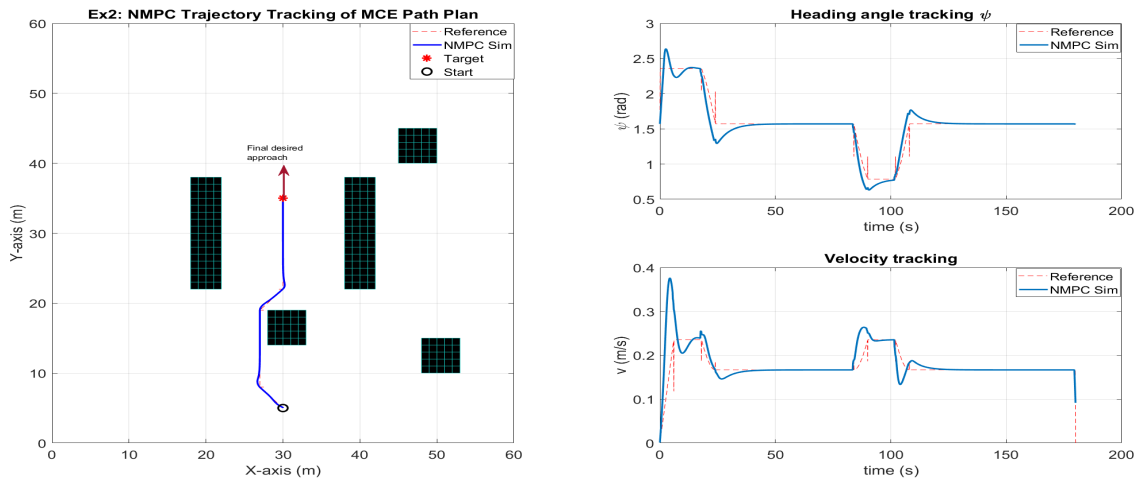 Ex2: NMPC Trajectory Tracking of MCE Path Plan
60
50
40
30
20
10
0
Y-axis (m)
Reference
NMPC Sim
Target
Start
Final desired
approach
0
10
20
30
40
50
60
X-axis (m)
Heading angle tracking ψ
3
2.5
2
1.5
1
0.5
ψ (rad)
Reference
NMPC Sim
0
50
100
150
200
time (s)
Velocity tracking
0.4
0.3
0.2
0.1
0
v (m/s)
Reference
NMPC Sim
0
50
100
150
200
time (s)